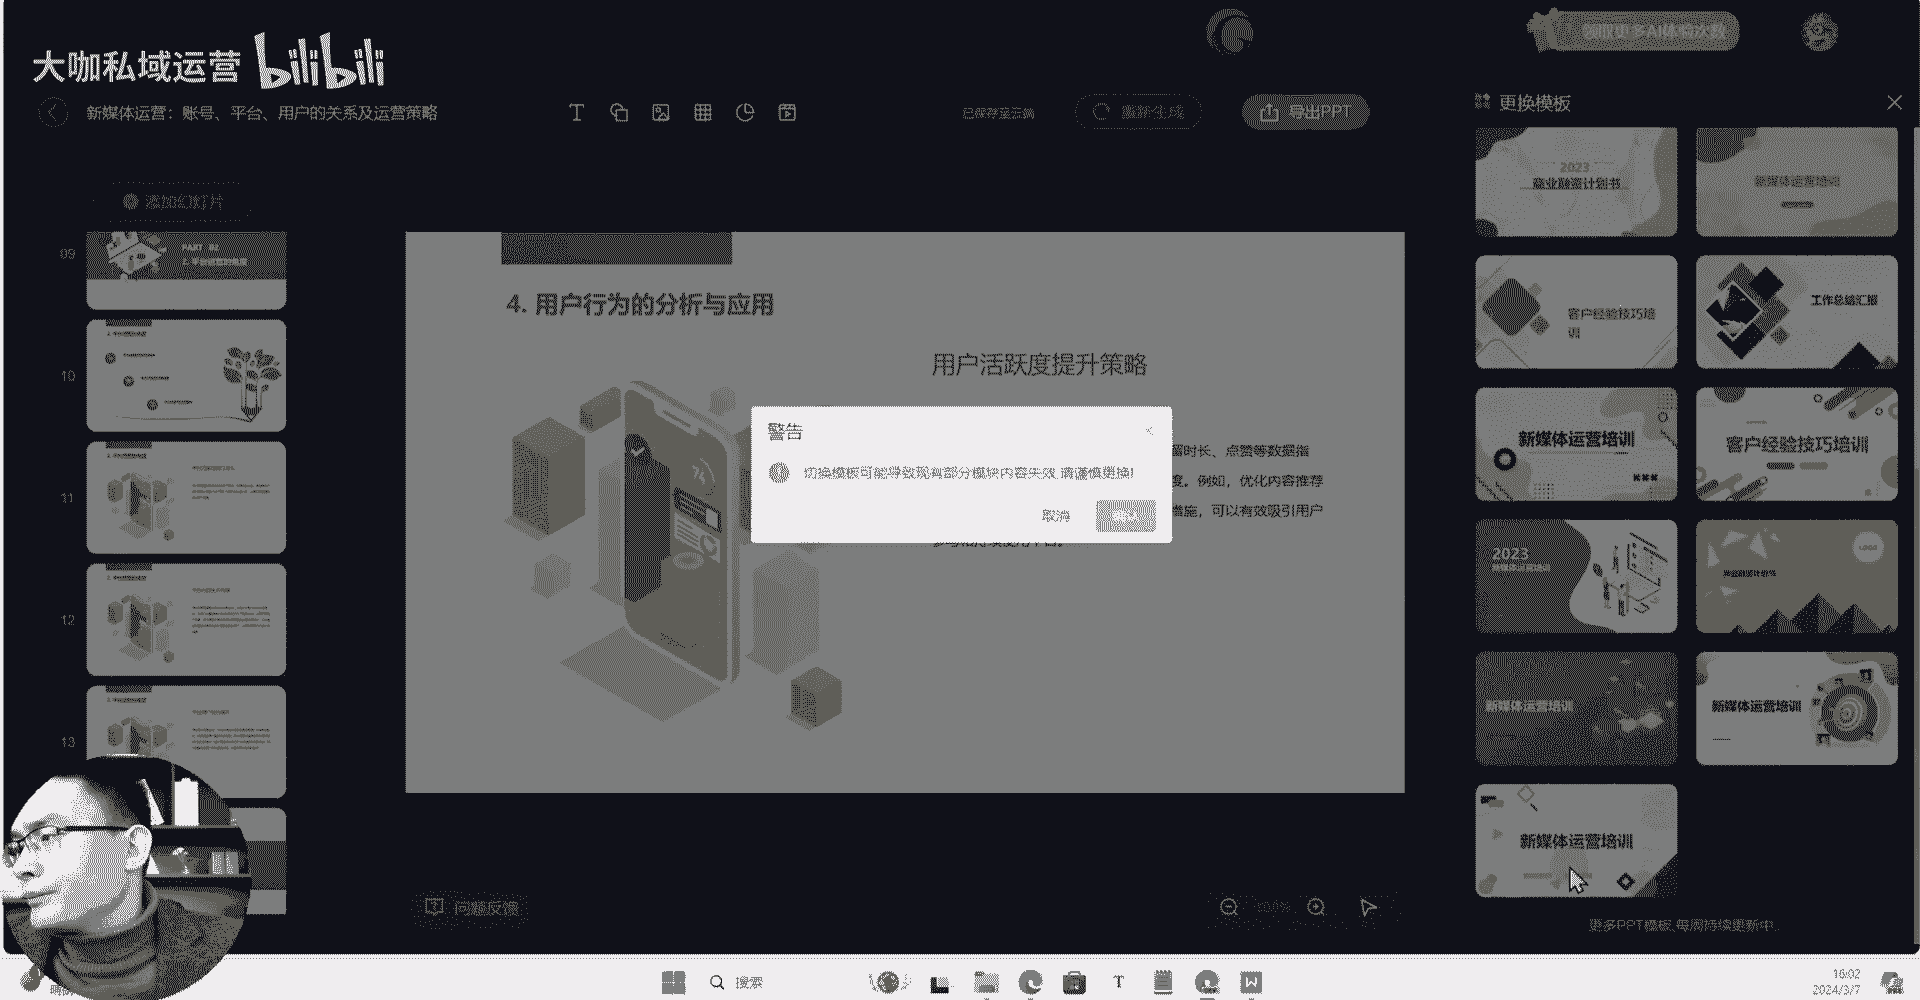 大咖私域运营 bilibili
领取更多AI体验次数
新媒体运营：账号、平台、用户的关系及运营策略
已保存至云端
重新生成
导出PPT
更换模板
添加幻灯片
09
PART 02
10
11
12
13
4. 用户行为的分析与应用
用户活跃度提升策略
留时长、点赞等数据指
度。例如，优化内容推荐
措施，可以有效吸引用户
警告
切换模板可能导致现有部分模块内容失效,请谨慎更换!
取消
确认
2023
商业融资计划书
新媒体运营培训
客户经验技巧培
训
工作总结汇报
新媒体运营培训
客户经验技巧培训
2023
新媒体运营培训
商业融资计划书
LOGO
新媒体运营培训
新媒体运营培训
新媒体运营培训
更多PPT模板,每周持续更新中...
问题反馈
100%
搜索
16:02
2024/3/7